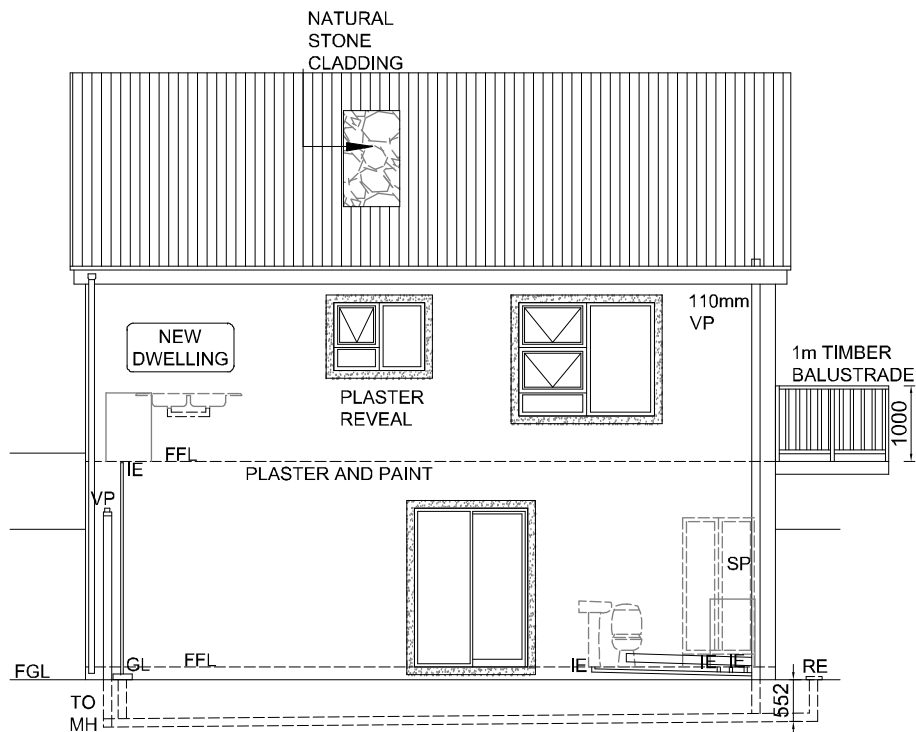 NATURAL
STONE
CLADDING
110mm
VP
NEW
DWELLING
1m TIMBER
BALUSTRADE
PLASTER
REVEAL
1000
FFL
IE
PLASTER AND PAINT
VP
SP
FGL
GL
FFL
IE
IE
IE
RE
552
TO
MH